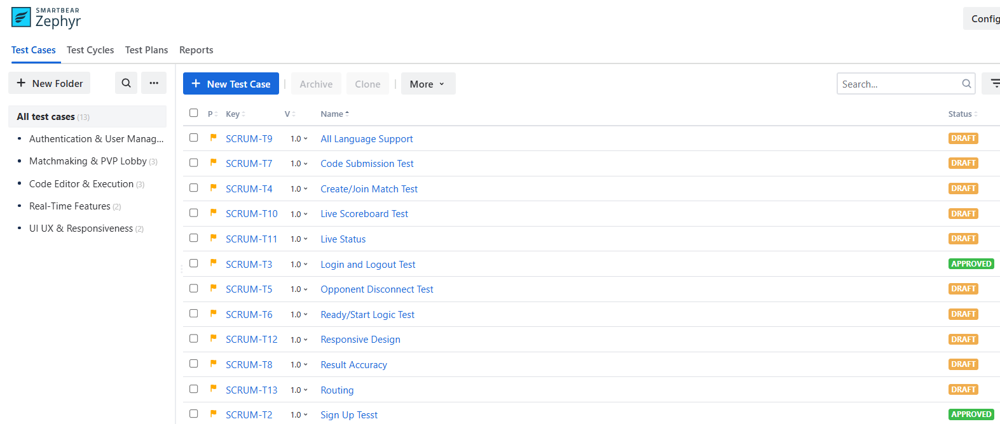 SMARTBEAR
Zephyr
Config
Test Cases Test Cycles Test Plans Reports
+ New Folder ...
+ New Test Case | Archive Clone | More
Search...
All test cases (13)
• Authentication & User Manag...
• Matchmaking & PVP Lobby (3)
• Code Editor & Execution (3)
• Real-Time Features (2)
• UI UX & Responsiveness (2)
P Key V Name Status
SCRUM-T9 1.0 All Language Support DRAFT
SCRUM-T7 1.0 Code Submission Test DRAFT
SCRUM-T4 1.0 Create/Join Match Test DRAFT
SCRUM-T10 1.0 Live Scoreboard Test DRAFT
SCRUM-T11 1.0 Live Status DRAFT
SCRUM-T3 1.0 Login and Logout Test APPROVED
SCRUM-T5 1.0 Opponent Disconnect Test DRAFT
SCRUM-T6 1.0 Ready/Start Logic Test DRAFT
SCRUM-T12 1.0 Responsive Design DRAFT
SCRUM-T8 1.0 Result Accuracy DRAFT
SCRUM-T13 1.0 Routing DRAFT
SCRUM-T2 1.0 Sign Up Tesst APPROVED